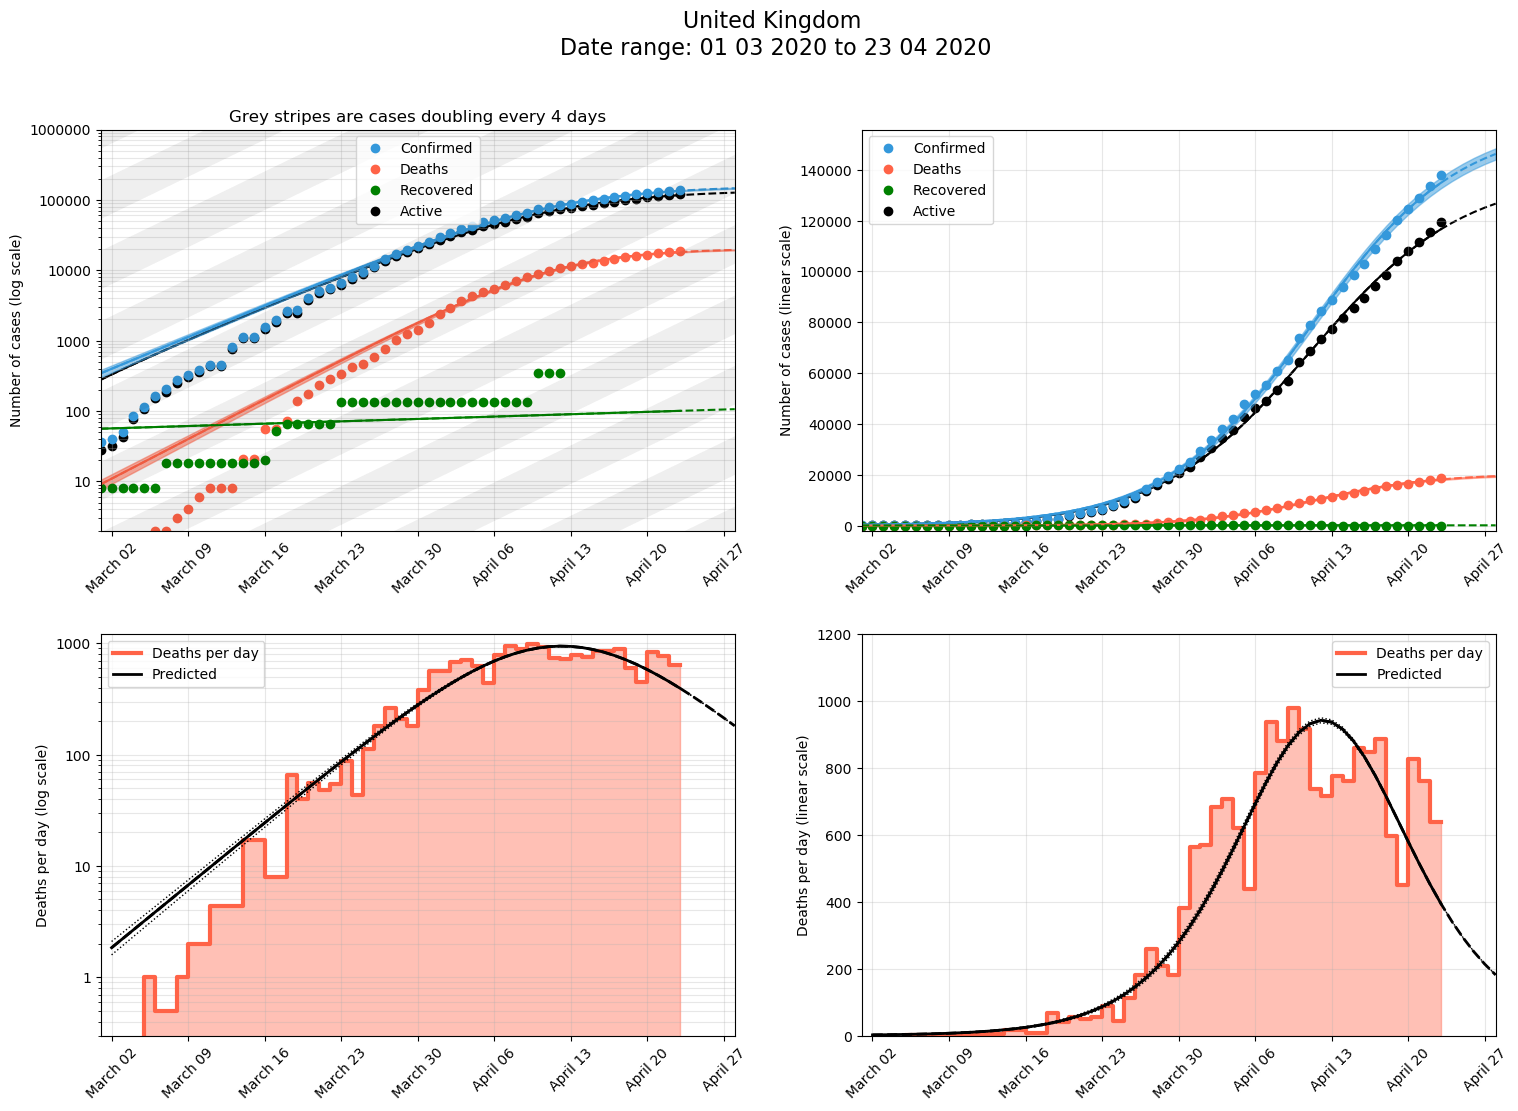 United Kingdom
Date range: 01 03 2020 to 23 04 2020
Grey stripes are cases doubling every 4 days
Number of cases (log scale)
1000000
100000
10000
1000
100
10
Confirmed
Deaths
Recovered
Active
March 02
March 09
March 16
March 23
March 30
April 06
April 13
April 20
April 27
Number of cases (linear scale)
140000
120000
100000
80000
60000
40000
20000
0
Confirmed
Deaths
Recovered
Active
March 02
March 09
March 16
March 23
March 30
April 06
April 13
April 20
April 27
Deaths per day (log scale)
1000
100
10
1
Deaths per day
Predicted
March 02
March 09
March 16
March 23
March 30
April 06
April 13
April 20
April 27
Deaths per day (linear scale)
1200
1000
800
600
400
200
0
Deaths per day
Predicted
March 02
March 09
March 16
March 23
March 30
April 06
April 13
April 20
April 27